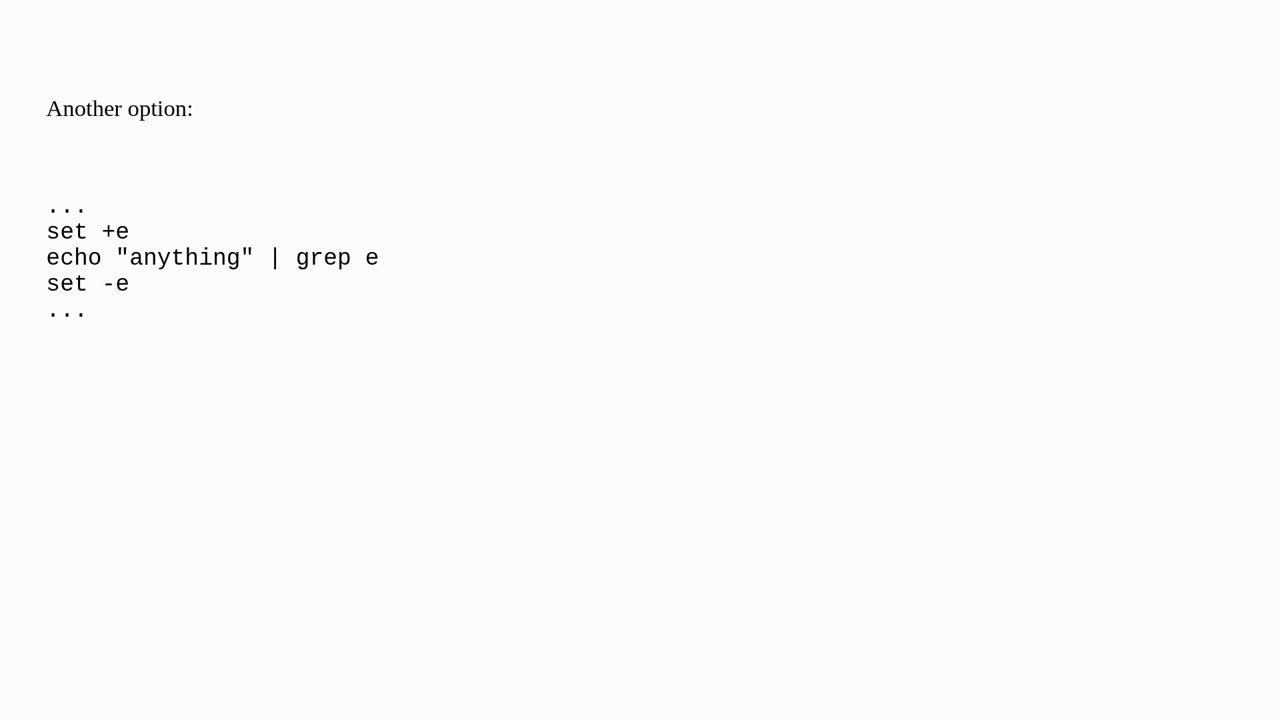 Another option:
...
set +e
echo "anything" | grep e
set -e
...